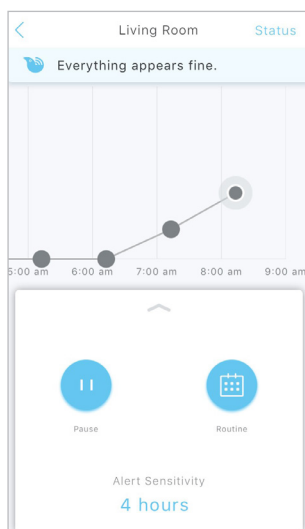 Living Room Status
Everything appears fine.
5:00 am 6:00 am 7:00 am 8:00 am 9:00 am
Pause Routine
Alert Sensitivity
4 hours